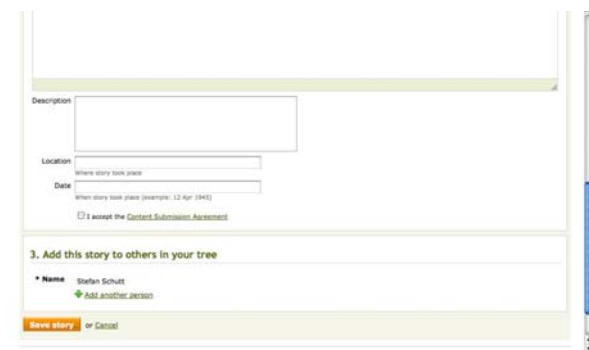 Description
Location
Where story took place
Date
When story took place (example: 12 Apr 1945)
I accept the Content Submission Agreement
3. Add this story to others in your tree
* Name Stefan Schutt
Add another person
Save story or Cancel